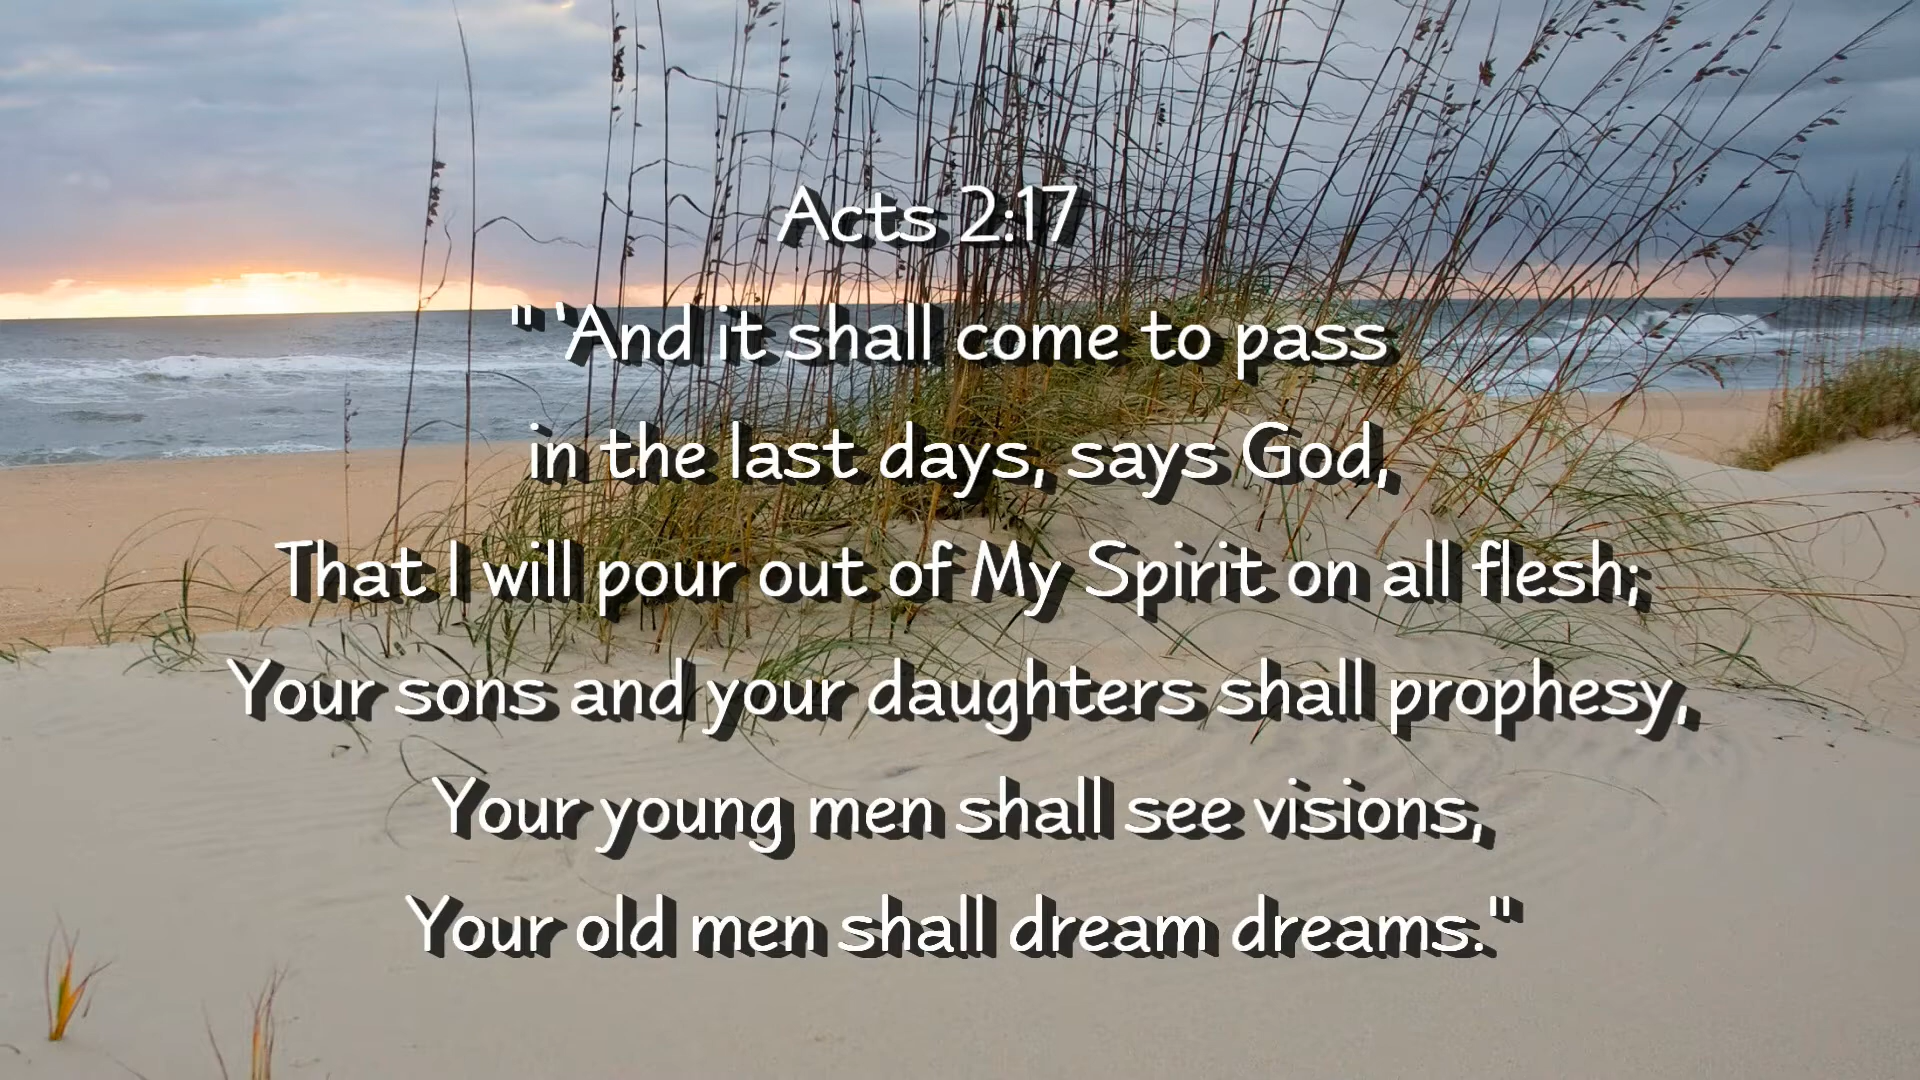 Acts 2:17
" 'And it shall come to pass
in the last days, says God,
That I will pour out of My Spirit on all flesh;
Your sons and your daughters shall prophesy,
Your young men shall see visions,
Your old men shall dream dreams."